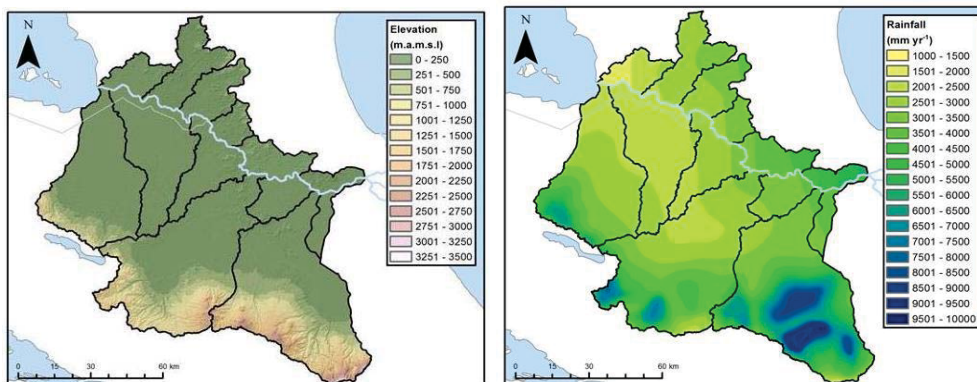 N
Elevation
(m.a.m.s.l)
0 - 250
251 - 500
501 - 750
751 - 1000
1001 - 1250
1251 - 1500
1501 - 1750
1751 - 2000
2001 - 2250
2251 - 2500
2501 - 2750
2751 - 3000
3001 - 3250
3251 - 3500
0 15 30 60 km
N
Rainfall
(mm yr-1)
1000 - 1500
1501 - 2000
2001 - 2500
2501 - 3000
3001 - 3500
3501 - 4000
4001 - 4500
4501 - 5000
5001 - 5500
5501 - 6000
6001 - 6500
6501 - 7000
7001 - 7500
7501 - 8000
8001 - 8500
8501 - 9000
9001 - 9500
9501 - 10000
0 15 30 60 km